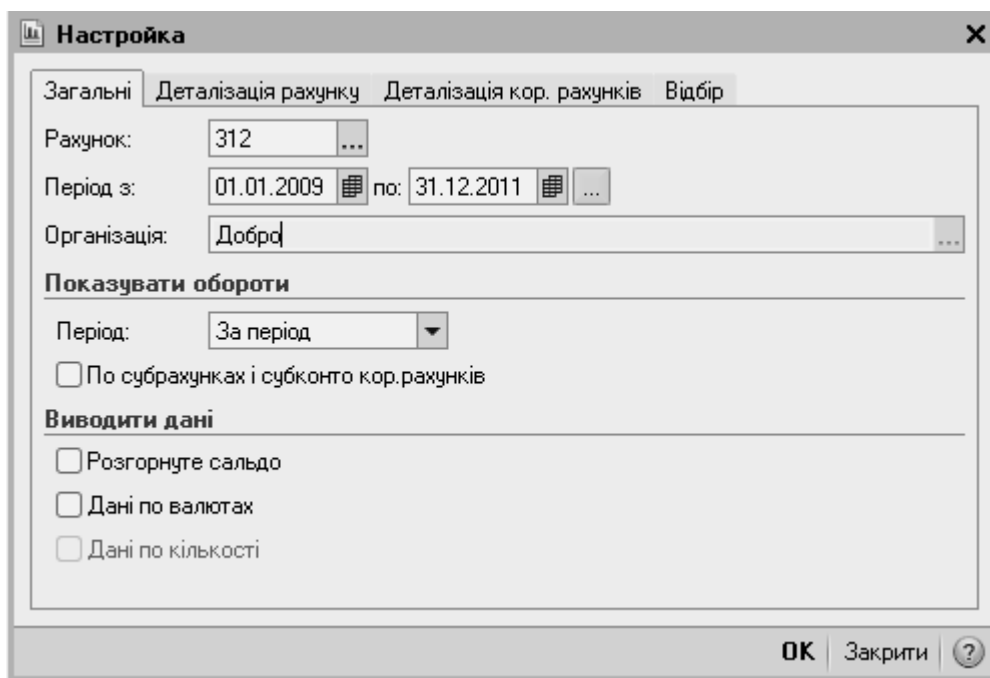 Настройка
Загальні Деталізація рахунку Деталізація кор. рахунків Відбір
Рахунок: 312 ...
Період з: 01.01.2009 по: 31.12.2011 ...
Організація: Добро ...
Показувати обороти
Період: За період
По субрахунках і субконто кор.рахунків
Виводити дані
Розгорнуте сальдо
Дані по валютах
Дані по кількості
OK Закрити ?